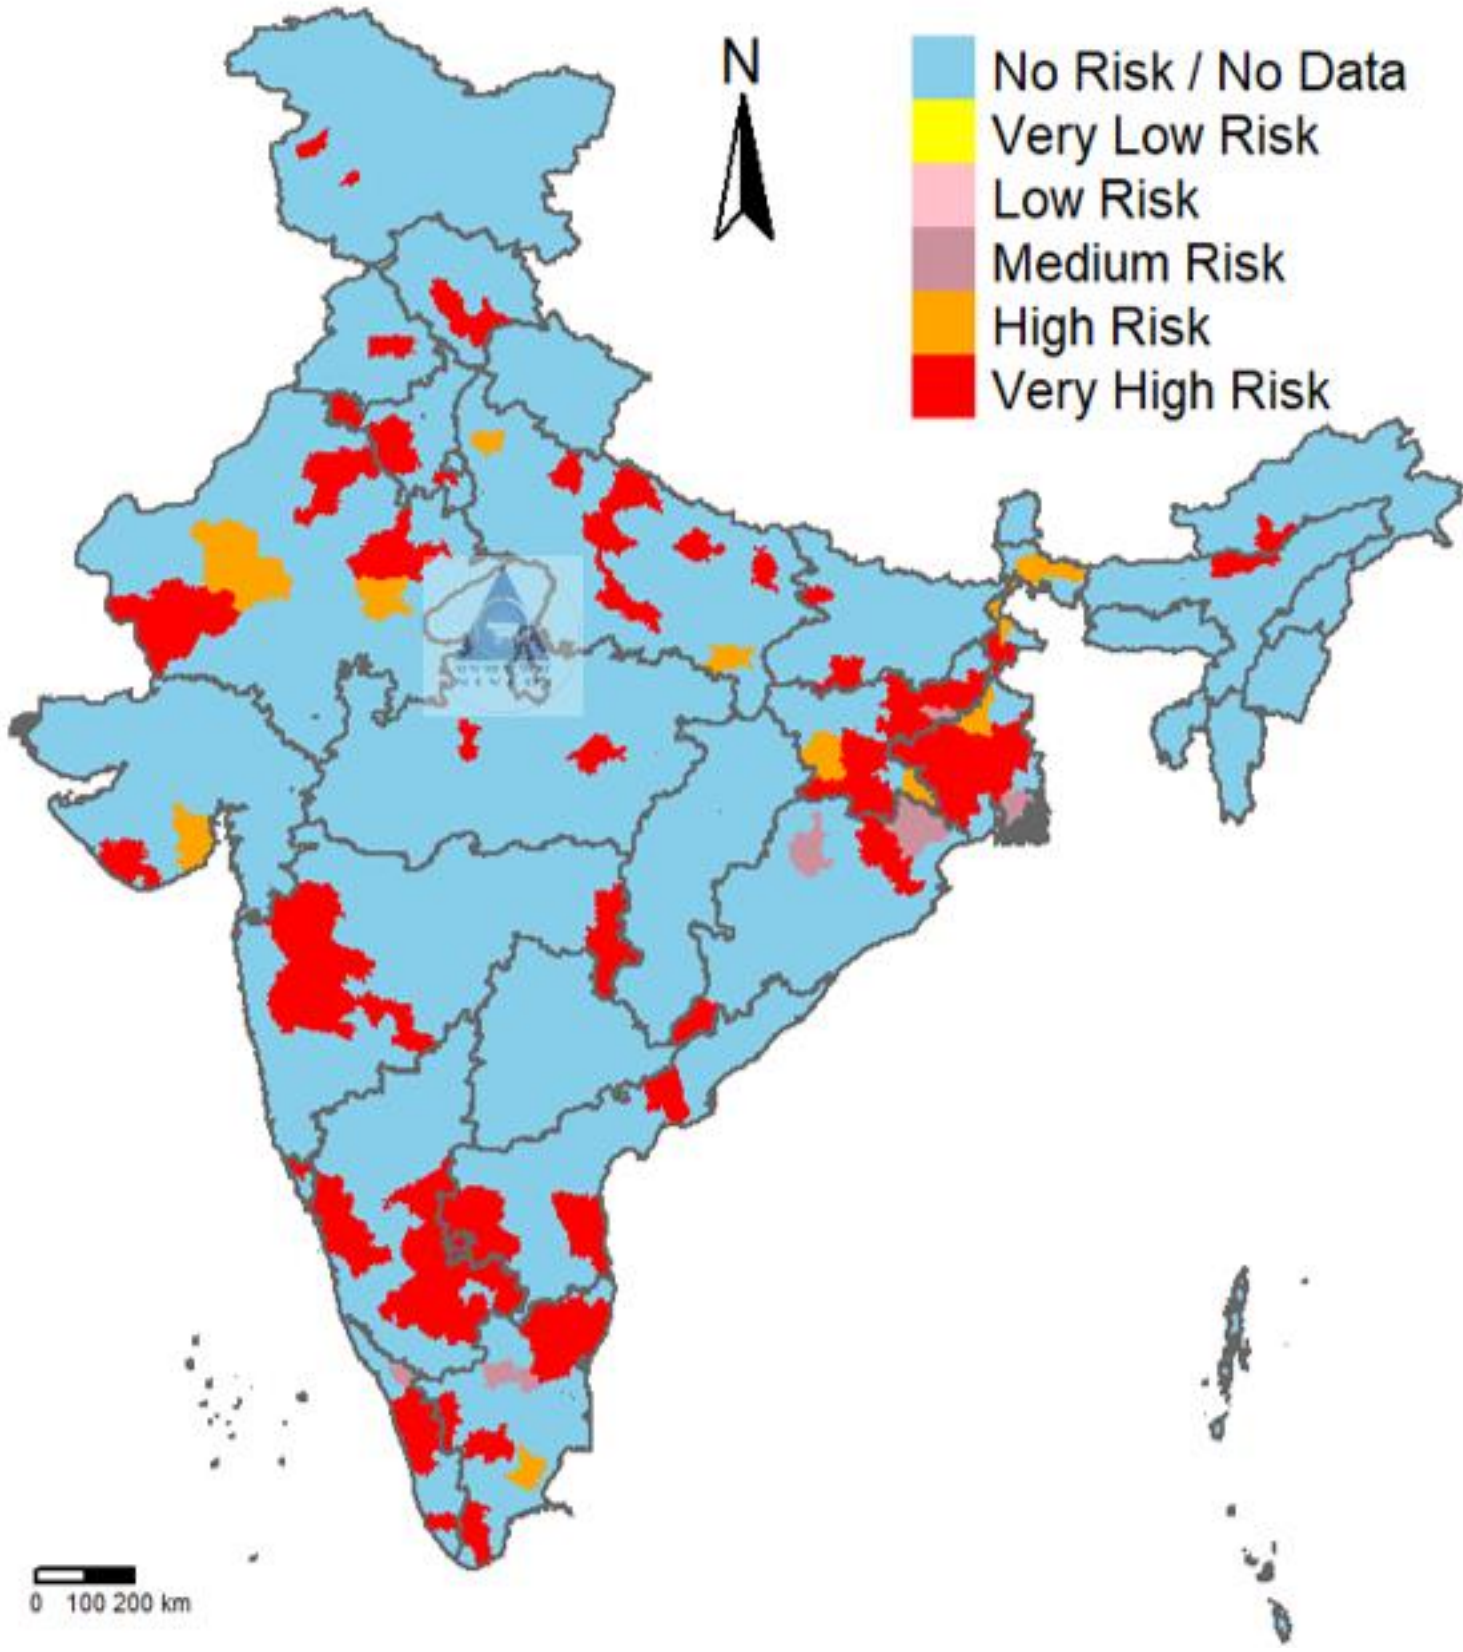 N
No Risk / No Data
Very Low Risk
Low Risk
Medium Risk
High Risk
Very High Risk
0 100 200 km